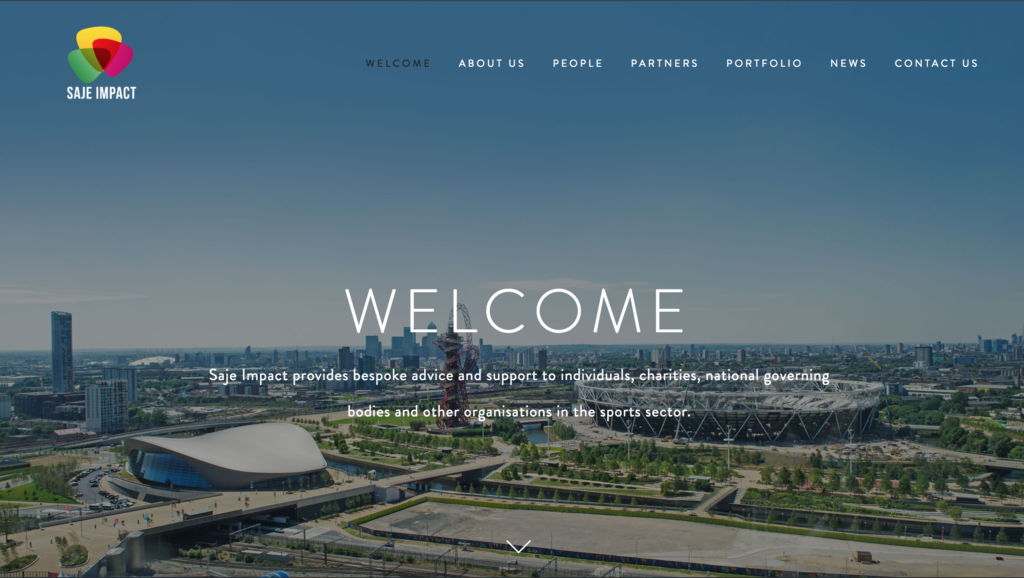 SAJE IMPACT
WELCOME ABOUT US PEOPLE PARTNERS PORTFOLIO NEWS CONTACT US
WELCOME
Saje Impact provides bespoke advice and support to individuals, charities, national governing
bodies and other organisations in the sports sector.